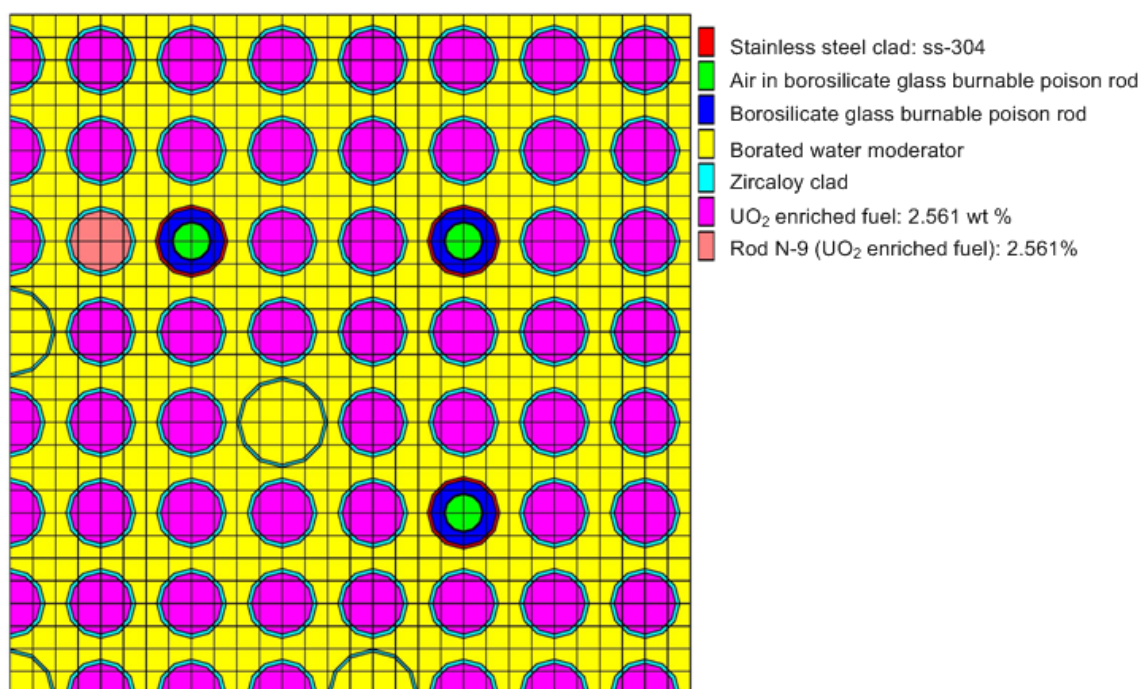 Stainless steel clad: ss-304
Air in borosilicate glass burnable poison rod
Borosilicate glass burnable poison rod
Borated water moderator
Zircaloy clad
UO₂ enriched fuel: 2.561 wt %
Rod N-9 (UO₂ enriched fuel): 2.561%